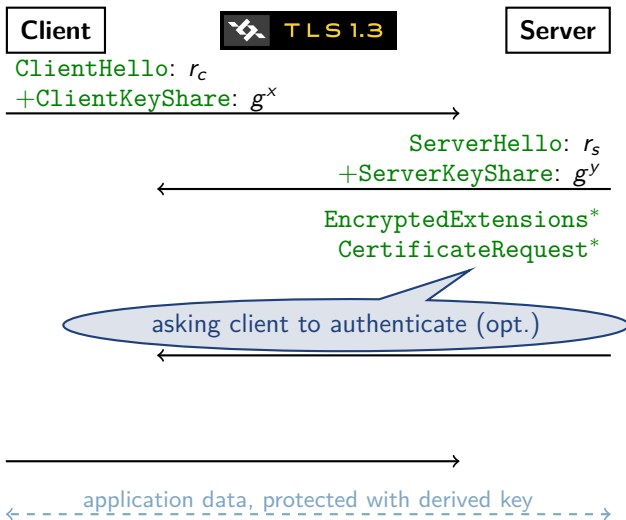 Client
TLS 1.3
Server
ClientHello: r_c
+ClientKeyShare: g^x
ServerHello: r_s
+ServerKeyShare: g^y
EncryptedExtensions*
CertificateRequest*
asking client to authenticate (opt.)
application data, protected with derived key